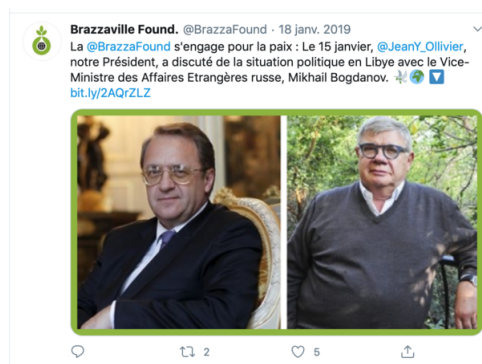 Brazzaville Found. @BrazzaFound · 18 janv. 2019
La @BrazzaFound s'engage pour la paix : Le 15 janvier, @JeanY_Ollivier,
notre Président, a discuté de la situation politique en Libye avec le Vice-
Ministre des Affaires Etrangères russe, Mikhail Bogdanov. 🕊️🌍 🔽
bit.ly/2AQrZLZ
2 5